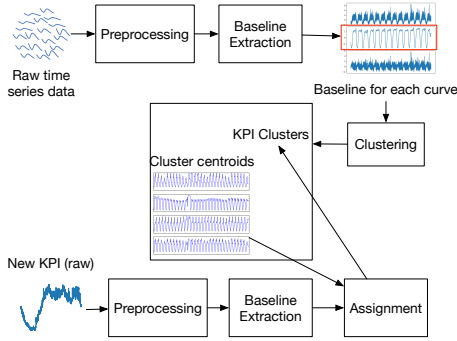 Preprocessing
Baseline
Extraction
Raw time
series data
Baseline for each curve
KPI Clusters
Clustering
Cluster centroids
New KPI (raw)
Preprocessing
Baseline
Extraction
Assignment